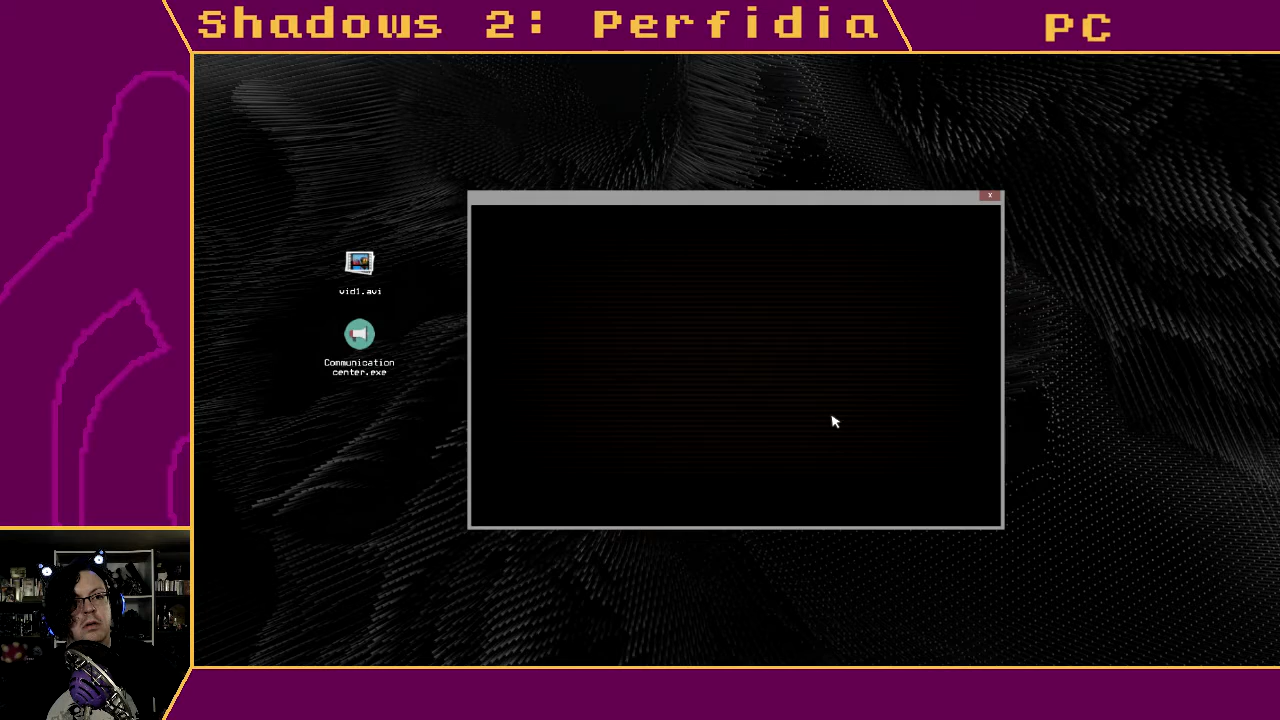 Shadows 2: Perfidia
PC
x
vid1.avi
Communication
center.exe